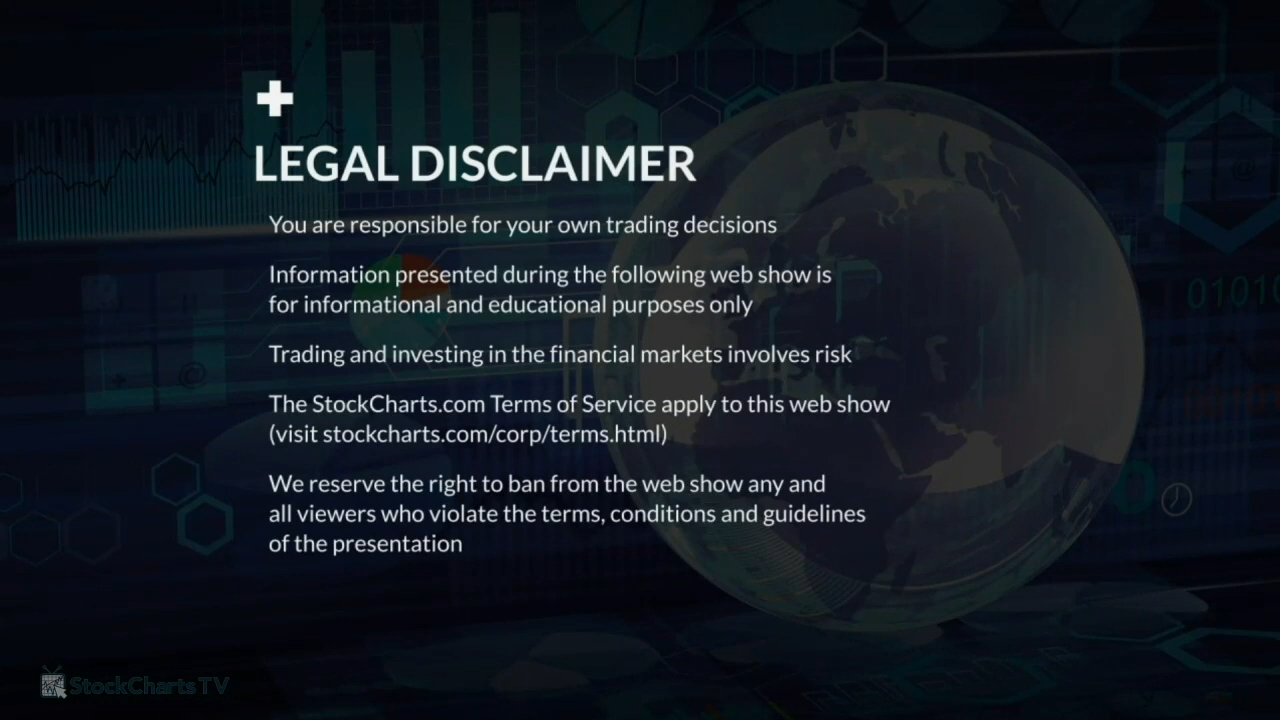 LEGAL DISCLAIMER
You are responsible for your own trading decisions
Information presented during the following web show is
for informational and educational purposes only
Trading and investing in the financial markets involves risk
The StockCharts.com Terms of Service apply to this web show
(visit stockcharts.com/corp/terms.html)
We reserve the right to ban from the web show any and
all viewers who violate the terms, conditions and guidelines
of the presentation
01010
StockChartsTV